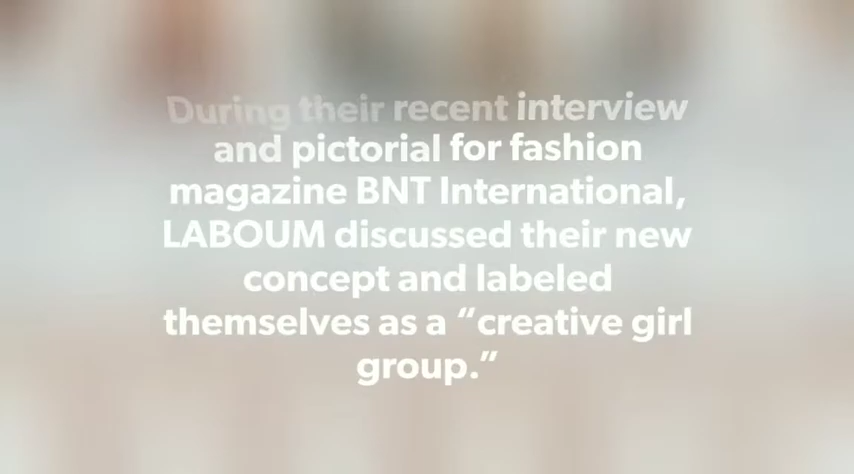 During their recent interview
and pictorial for fashion
magazine BNT International,
LABOUM discussed their new
concept and labeled
themselves as a “creative girl
group.”